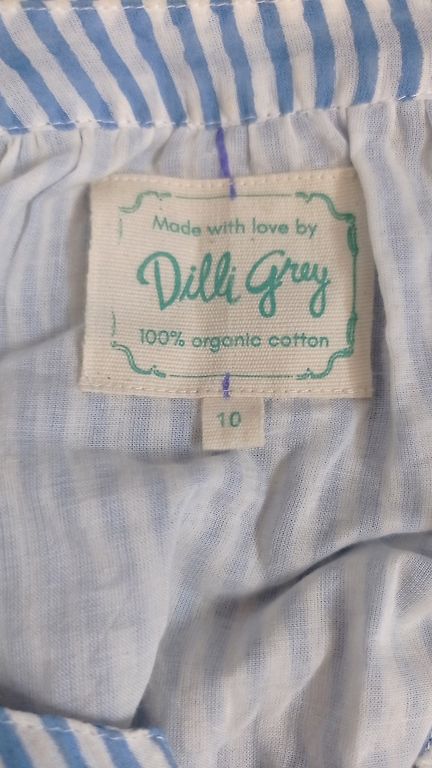 Made with love by
Dilli Grey
100% organic cotton
10